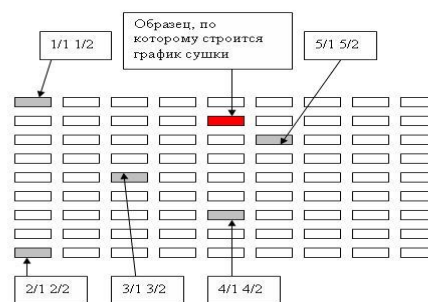 1/1 1/2
Образец, по
которому строится
график сушки
5/1 5/2
2/1 2/2
3/1 3/2
4/1 4/2